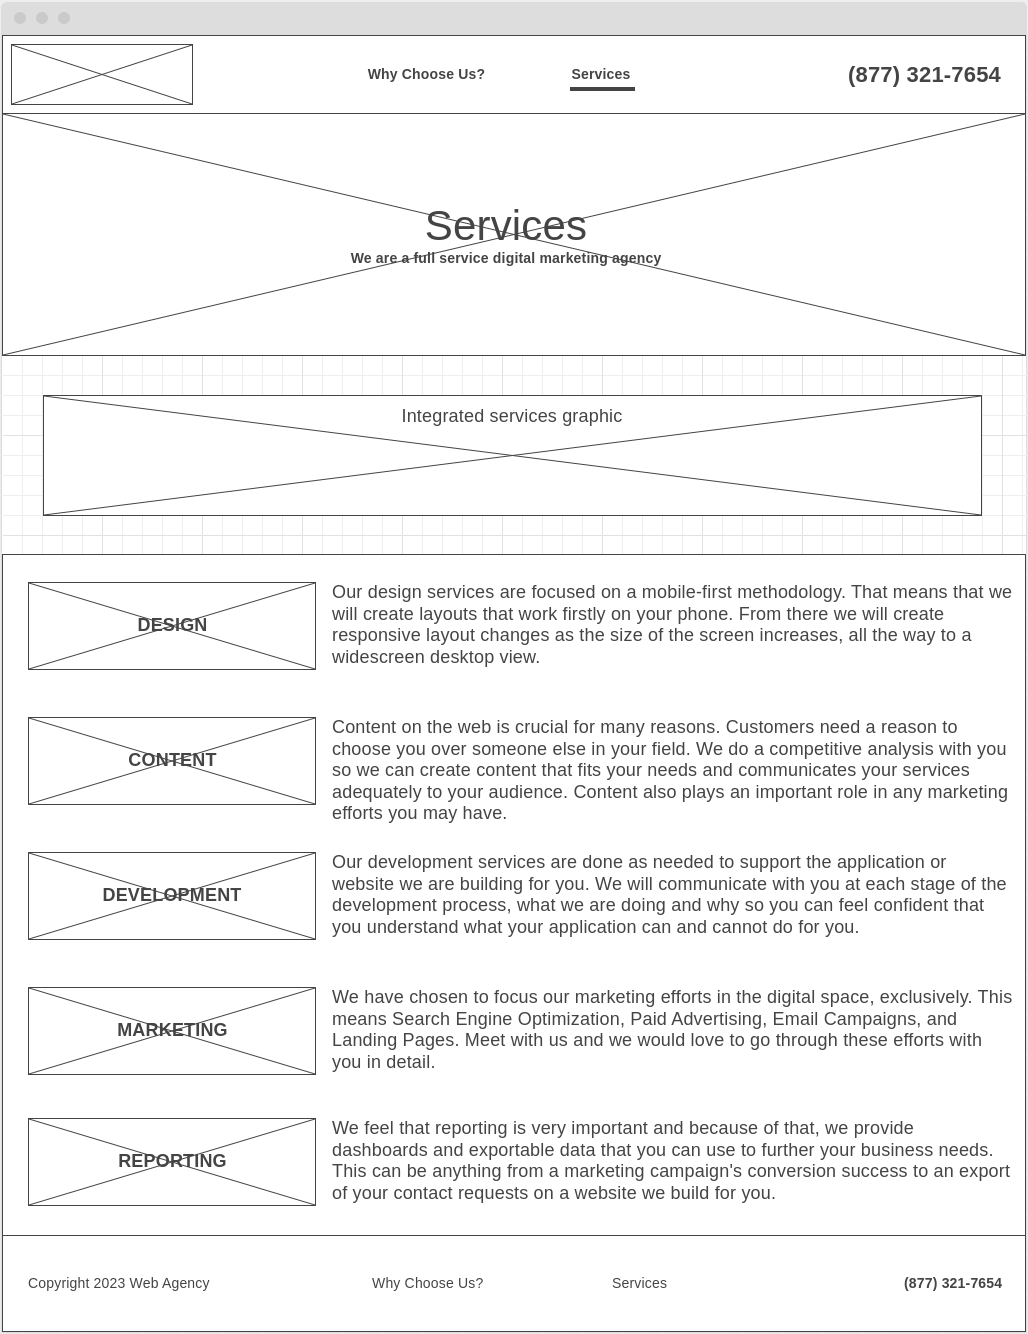 Why Choose Us?
Services
(877) 321-7654
Services
We are a full service digital marketing agency
Integrated services graphic
DESIGN
Our design services are focused on a mobile-first methodology. That means that we
will create layouts that work firstly on your phone. From there we will create
responsive layout changes as the size of the screen increases, all the way to a
widescreen desktop view.
CONTENT
Content on the web is crucial for many reasons. Customers need a reason to
choose you over someone else in your field. We do a competitive analysis with you
so we can create content that fits your needs and communicates your services
adequately to your audience. Content also plays an important role in any marketing
efforts you may have.
DEVELOPMENT
Our development services are done as needed to support the application or
website we are building for you. We will communicate with you at each stage of the
development process, what we are doing and why so you can feel confident that
you understand what your application can and cannot do for you.
MARKETING
We have chosen to focus our marketing efforts in the digital space, exclusively. This
means Search Engine Optimization, Paid Advertising, Email Campaigns, and
Landing Pages. Meet with us and we would love to go through these efforts with
you in detail.
REPORTING
We feel that reporting is very important and because of that, we provide
dashboards and exportable data that you can use to further your business needs.
This can be anything from a marketing campaign's conversion success to an export
of your contact requests on a website we build for you.
Copyright 2023 Web Agency
Why Choose Us?
Services
(877) 321-7654